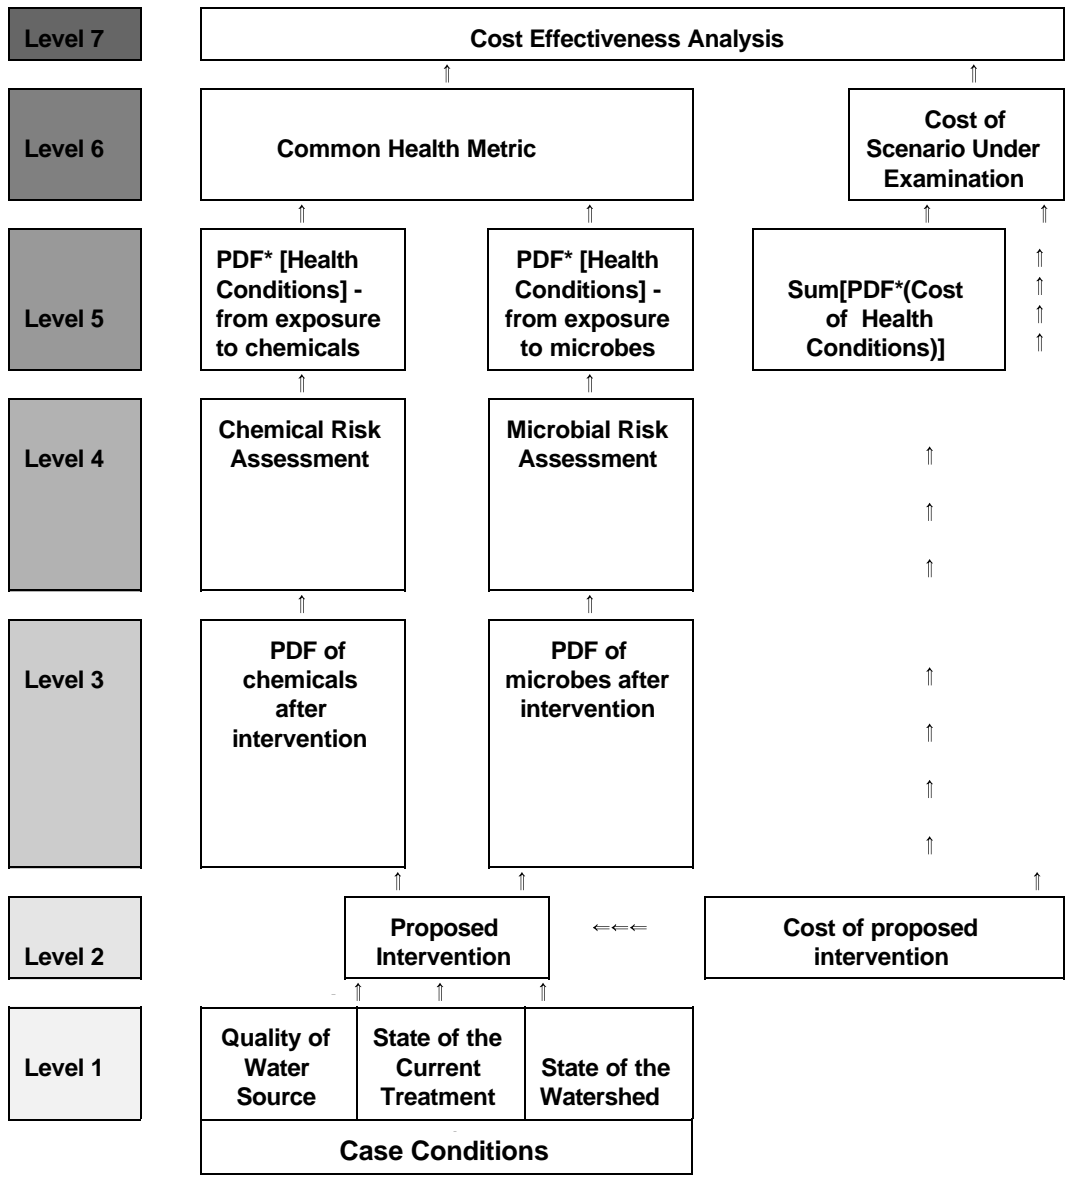 Level 7
Cost Effectiveness Analysis
⇑ ⇑
Level 6
Common Health Metric
Cost of
Scenario Under
Examination
⇑ ⇑ ⇑ ⇑
Level 5
PDF* [Health
Conditions] -
from exposure
to chemicals
PDF* [Health
Conditions] -
from exposure
to microbes
Sum[PDF*(Cost
of Health
Conditions)]
⇑
⇑
⇑
⇑
⇑ ⇑
Level 4
Chemical Risk
Assessment
Microbial Risk
Assessment
⇑
⇑
⇑
⇑ ⇑
Level 3
PDF of
chemicals
after
intervention
PDF of
microbes after
intervention
⇑
⇑
⇑
⇑
⇑ ⇑ ⇑
Level 2
Proposed
Intervention
⇐⇐⇐
Cost of proposed
intervention
⇑ ⇑ ⇑
Level 1
Quality of
Water
Source
State of the
Current
Treatment
State of the
Watershed
Case Conditions